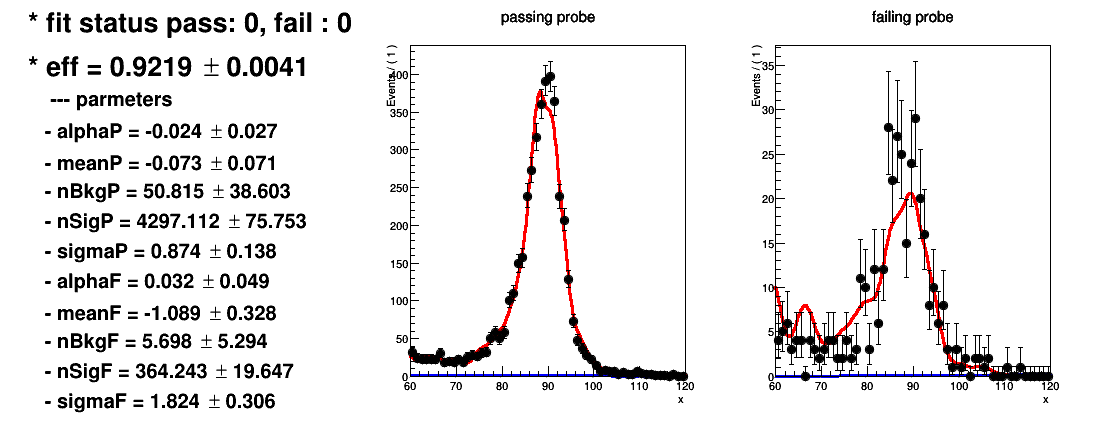 * fit status pass: 0, fail : 0
* eff = 0.9219 ± 0.0041
--- parmeters
- alphaP = -0.024 ± 0.027
- meanP = -0.073 ± 0.071
- nBkgP = 50.815 ± 38.603
- nSigP = 4297.112 ± 75.753
- sigmaP = 0.874 ± 0.138
- alphaF = 0.032 ± 0.049
- meanF = -1.089 ± 0.328
- nBkgF = 5.698 ± 5.294
- nSigF = 364.243 ± 19.647
- sigmaF = 1.824 ± 0.306
passing probe
Events / ( 1 )
400
350
300
250
200
150
100
50
0
60 70 80 90 100 110 120
x
failing probe
Events / ( 1 )
35
30
25
20
15
10
5
0
60 70 80 90 100 110 120
x